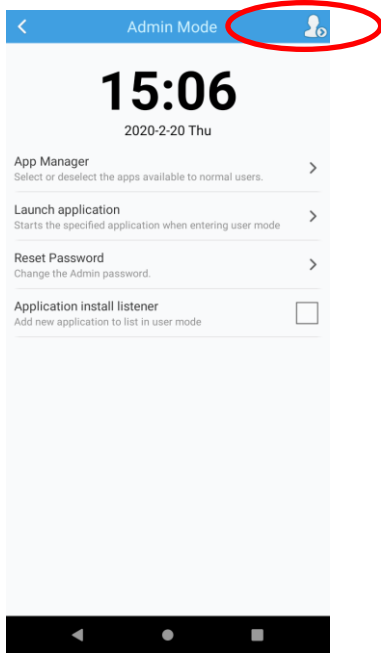 Admin Mode
15:06
2020-2-20 Thu
App Manager
Select or deselect the apps available to normal users.
Launch application
Starts the specified application when entering user mode
Reset Password
Change the Admin password.
Application install listener
Add new application to list in user mode